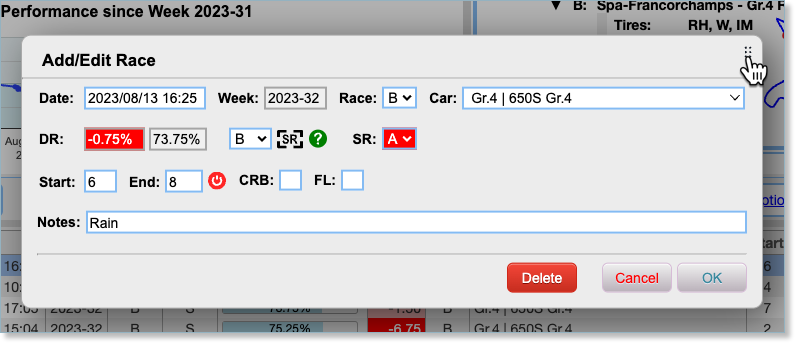 Performance since Week 2023-31
▼ B: Spa-Francorchamps - Gr.4
Tires: RH, W, IM
Add/Edit Race
Date: 2023/08/13 16:25 Week: 2023-32 Race: B Car: Gr.4 | 650S Gr.4
DR: -0.75% 73.75% B SR ? SR: A
Start: 6 End: 8 CRB: FL:
Notes: Rain
Delete Cancel OK
17:05 2023-32 B S 73.75% -1.50 B Gr.4 | 650S Gr.4 7
15:04 2023-32 B S 75.25% -6.75 B Gr.4 | 650S Gr.4 2